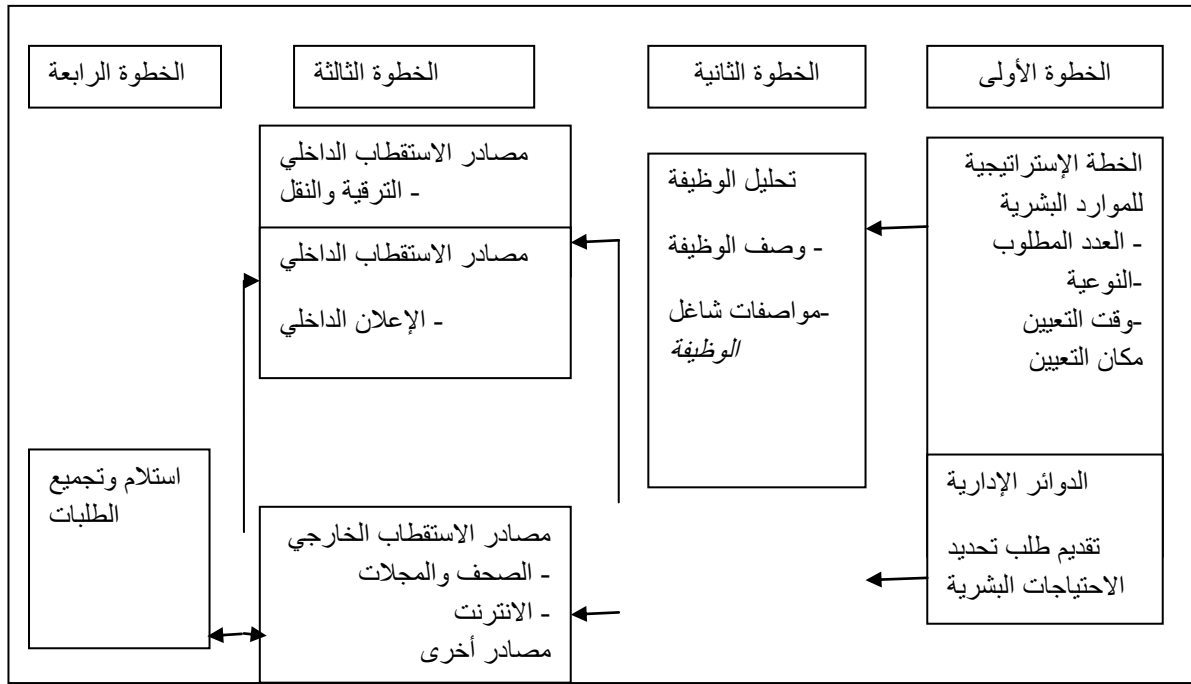 الخطوة الأولى
الخطوة الثانية
الخطوة الثالثة
الخطوة الرابعة
الخطة الإستراتيجية
للموارد البشرية
- العدد المطلوب
-النوعية
-وقت التعيين
مكان التعيين
الدوائر الإدارية
تقديم طلب تحديد
الاحتياجات البشرية
تحليل الوظيفة
- وصف الوظيفة
-مواصفات شاغل
الوظيفة
مصادر الاستقطاب الداخلي
- الترقية والنقل
مصادر الاستقطاب الداخلي
- الإعلان الداخلي
مصادر الاستقطاب الخارجي
- الصحف والمجلات
- الانترنت
مصادر أخرى
استلام وتجميع
الطلبات